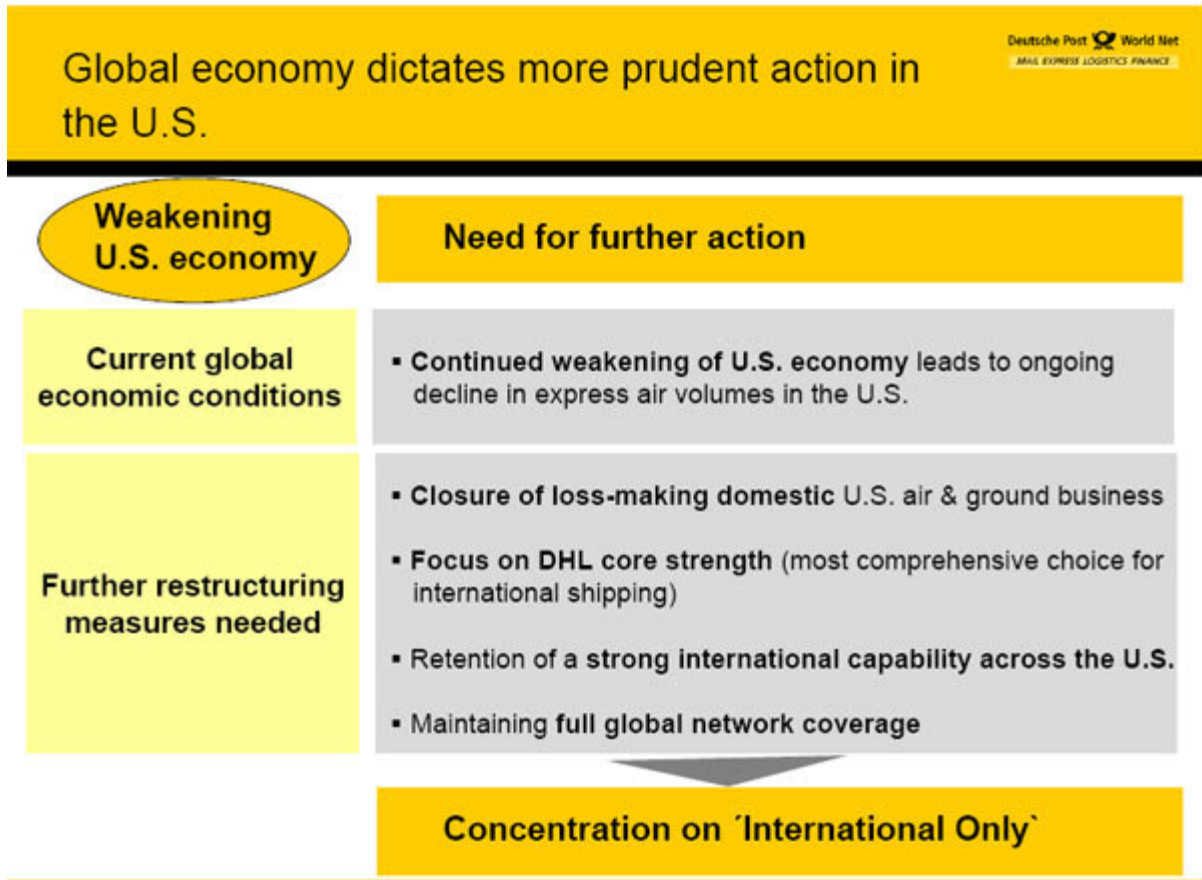 Global economy dictates more prudent action in
the U.S.
Deutsche Post World Net
MAIL EXPRESS LOGISTICS FINANCE
Weakening
U.S. economy
Need for further action
Current global
economic conditions
▪ Continued weakening of U.S. economy leads to ongoing
decline in express air volumes in the U.S.
Further restructuring
measures needed
▪ Closure of loss-making domestic U.S. air & ground business
▪ Focus on DHL core strength (most comprehensive choice for
international shipping)
▪ Retention of a strong international capability across the U.S.
▪ Maintaining full global network coverage
Concentration on ´International Only`